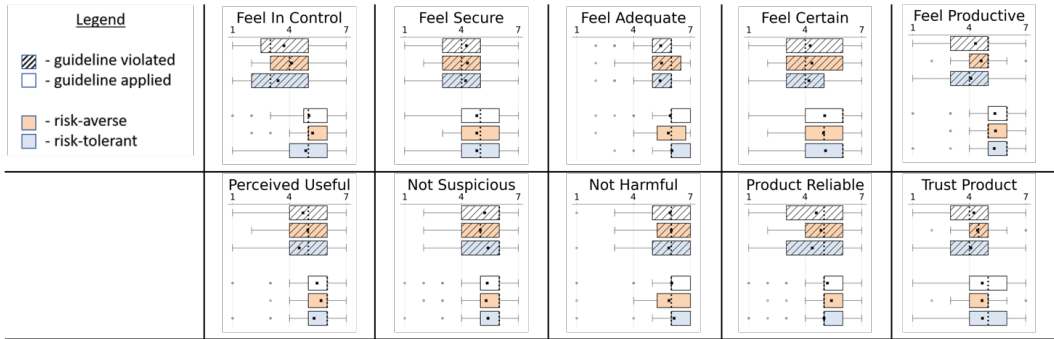 Legend
- guideline violated
- guideline applied
- risk-averse
- risk-tolerant
Feel In Control
1 4 7
Feel Secure
1 4 7
Feel Adequate
1 4 7
Feel Certain
1 4 7
Feel Productive
1 4 7
Perceived Useful
1 4 7
Not Suspicious
1 4 7
Not Harmful
1 4 7
Product Reliable
1 4 7
Trust Product
1 4 7